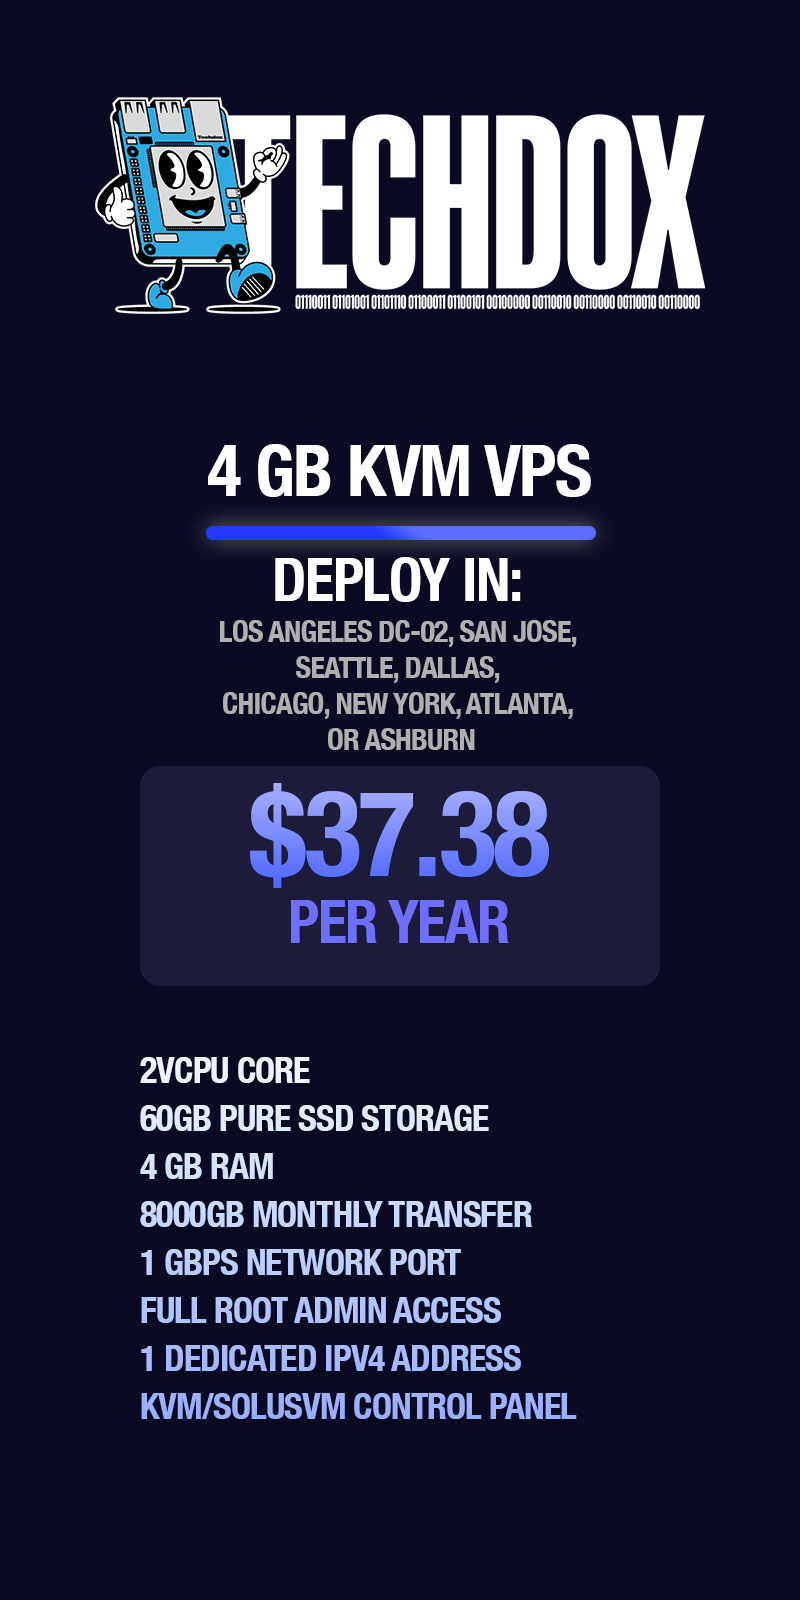 Techdox
TECHDOX
01110011 01101001 01101110 01100011 01100101 00100000 00110010 00110000 00110010 00110000
4 GB KVM VPS
DEPLOY IN:
LOS ANGELES DC-02, SAN JOSE,
SEATTLE, DALLAS,
CHICAGO, NEW YORK, ATLANTA,
OR ASHBURN
$37.38
PER YEAR
2VCPU CORE
60GB PURE SSD STORAGE
4 GB RAM
8000GB MONTHLY TRANSFER
1 GBPS NETWORK PORT
FULL ROOT ADMIN ACCESS
1 DEDICATED IPV4 ADDRESS
KVM/SOLUSVM CONTROL PANEL